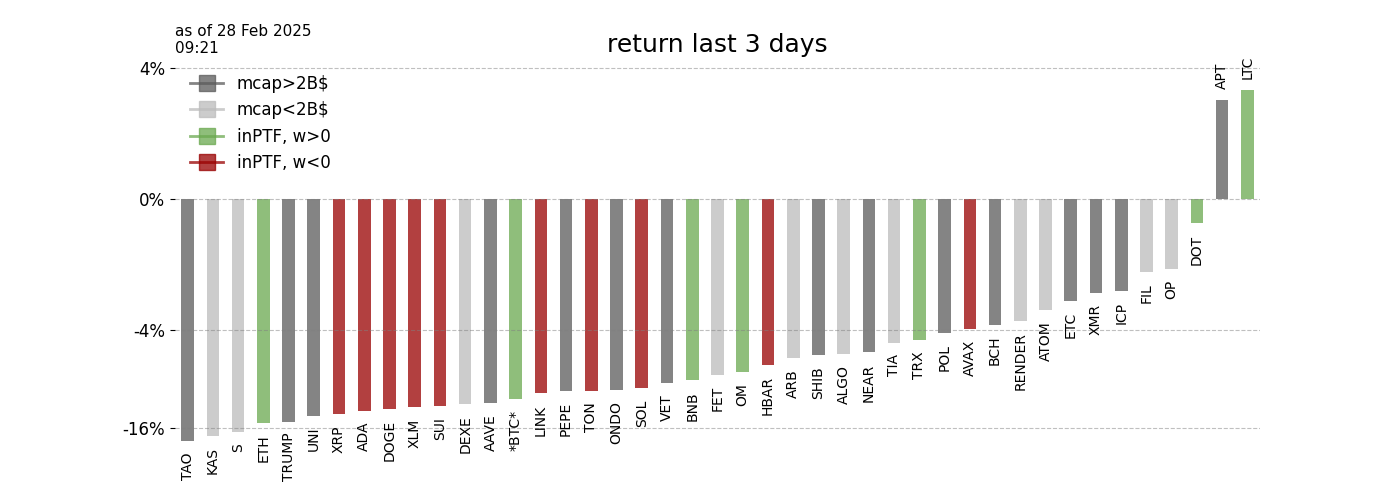 as of 28 Feb 2025
09:21
return last 3 days
4%
0%
-4%
-16%
mcap>2B$
mcap<2B$
inPTF, w>0
inPTF, w<0
TAO
KAS
S
ETH
TRUMP
UNI
XRP
ADA
DOGE
XLM
SUI
DEXE
AAVE
*BTC*
LINK
PEPE
TON
ONDO
SOL
VET
BNB
FET
OM
HBAR
ARB
SHIB
ALGO
NEAR
TIA
TRX
POL
AVAX
BCH
RENDER
ATOM
ETC
XMR
ICP
FIL
OP
DOT
APT
LTC